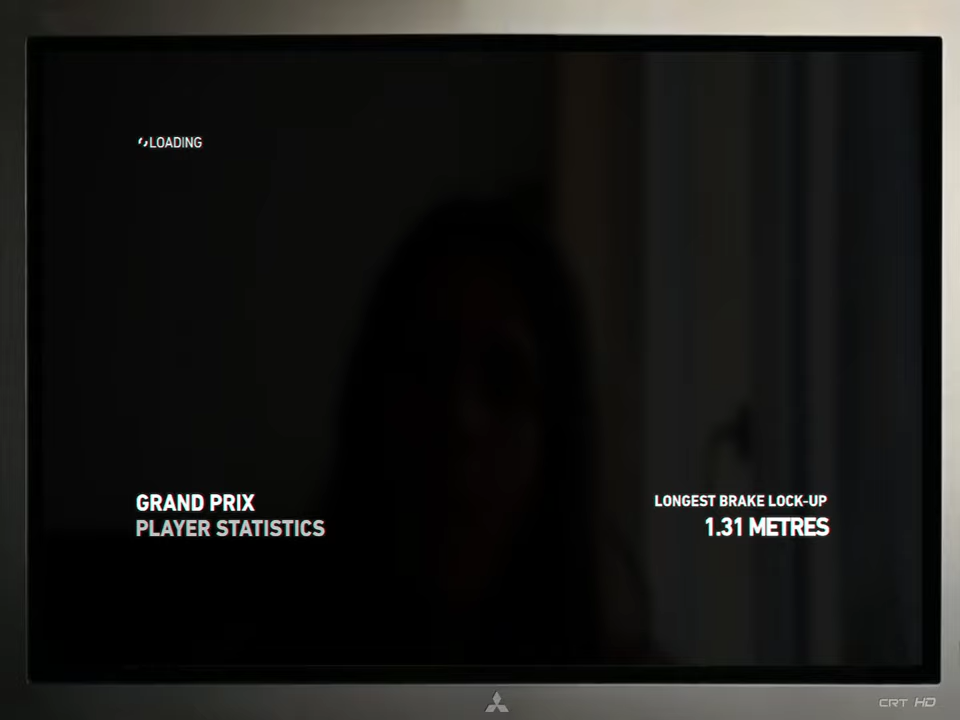 LOADING
GRAND PRIX
PLAYER STATISTICS
LONGEST BRAKE LOCK-UP
1.31 METRES
CRT HD